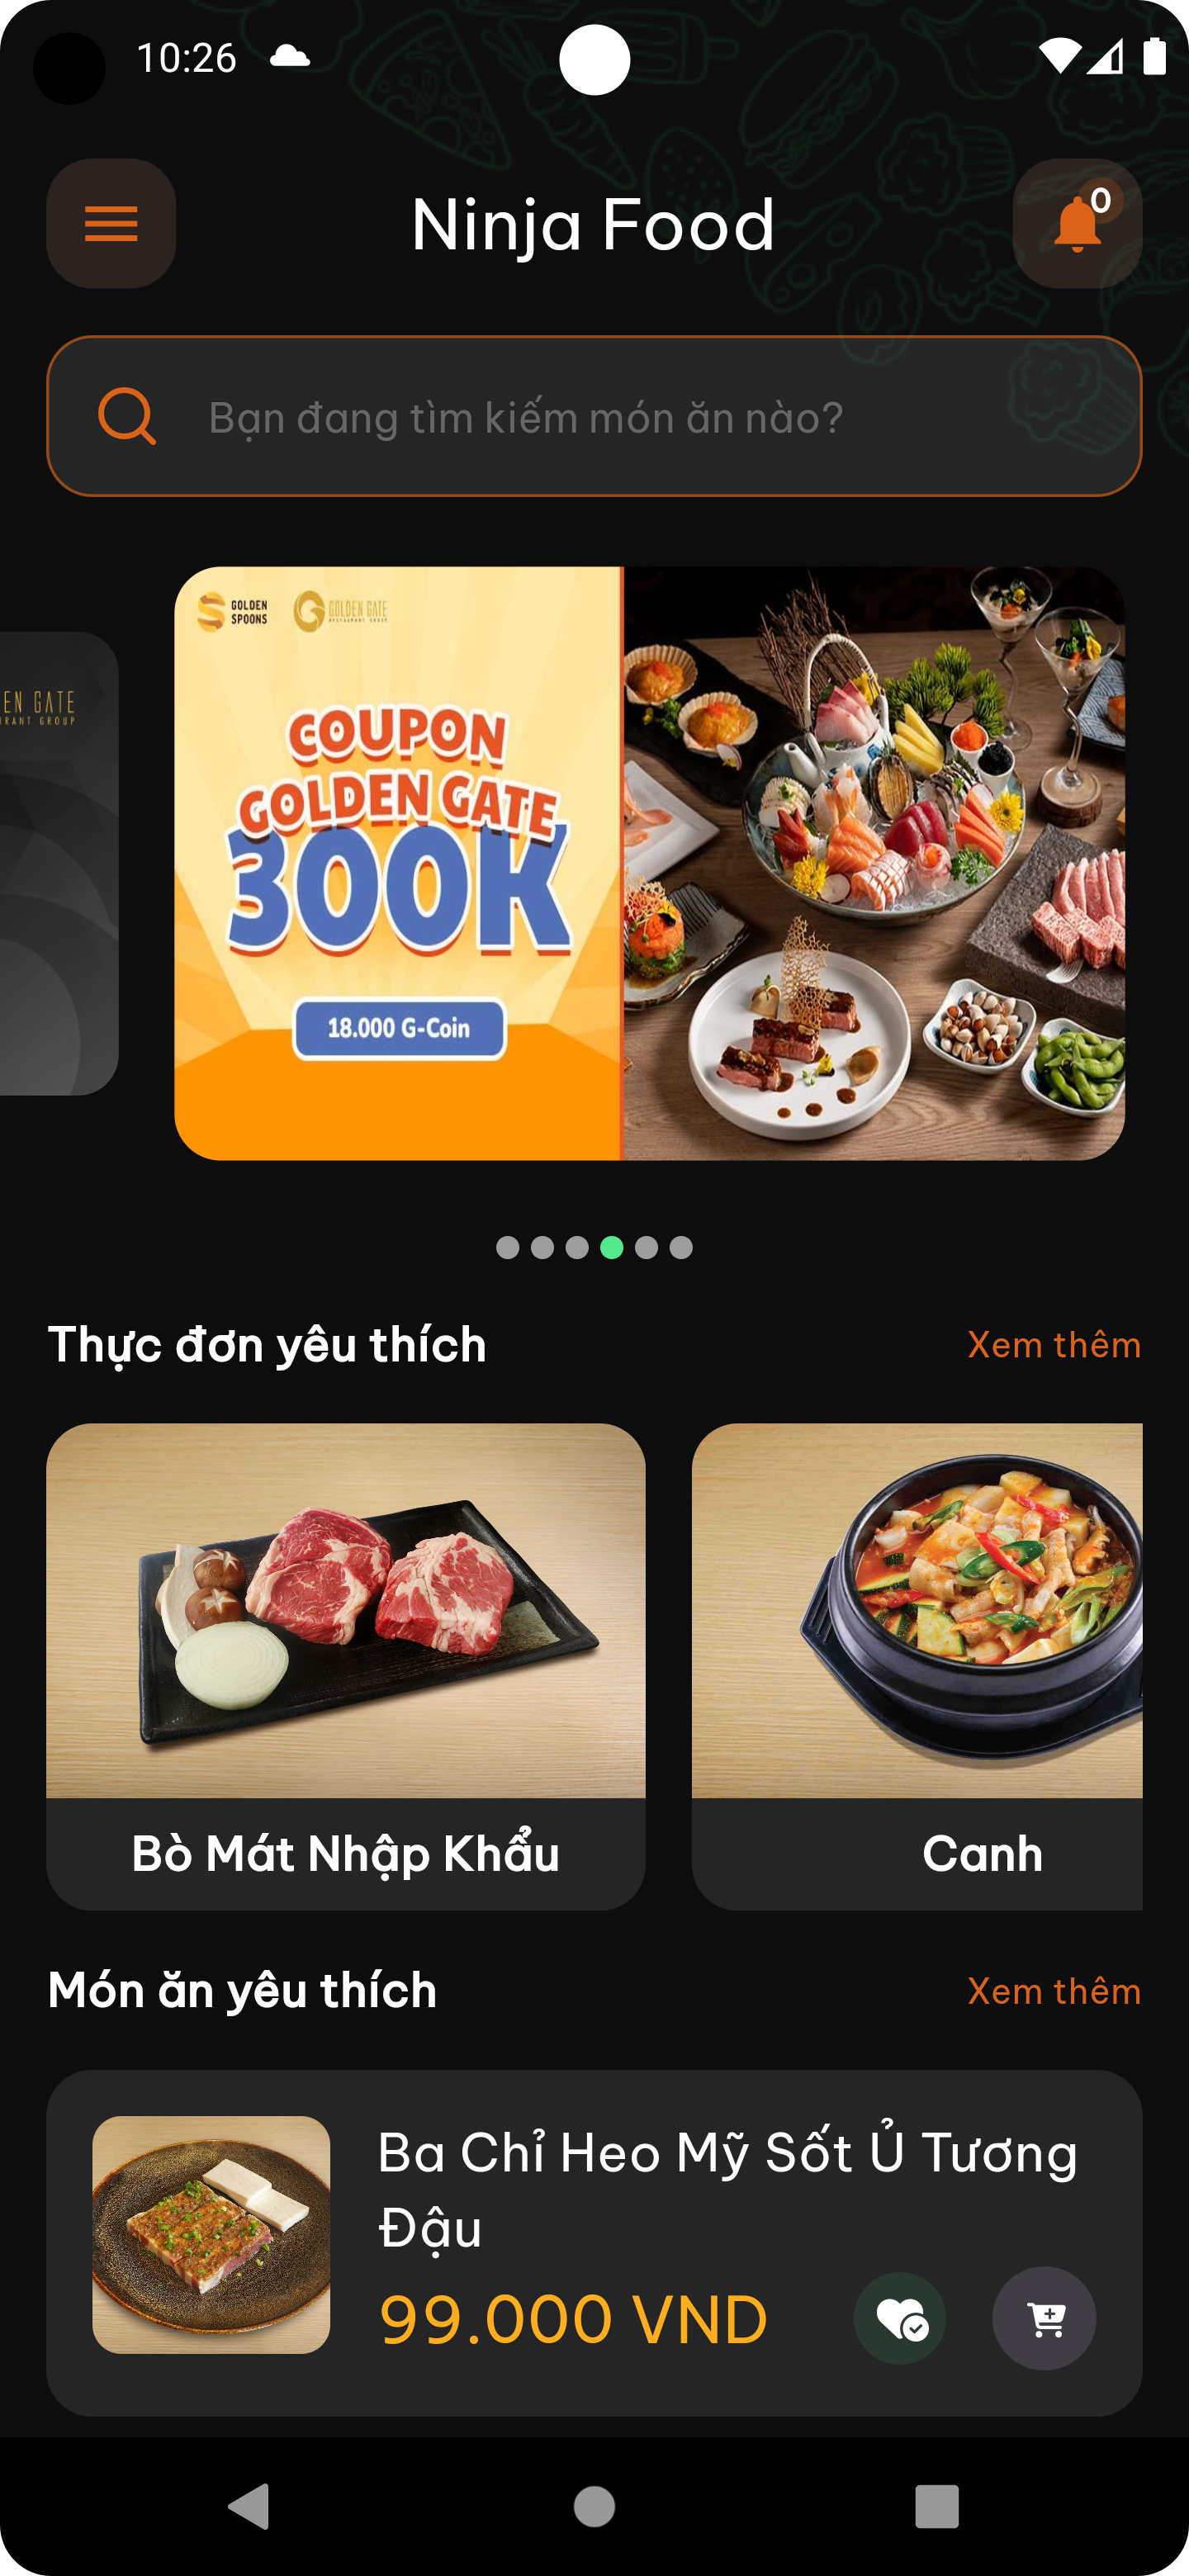 10:26
Ninja Food
0
Bạn đang tìm kiếm món ăn nào?
GOLDEN SPOONS
GOLDEN GATE
RESTAURANT GROUP
EN GATE
RANT GROUP
COUPON
GOLDEN GATE
300K
18.000 G-Coin
Thực đơn yêu thích
Xem thêm
Bò Mát Nhập Khẩu
Canh
Món ăn yêu thích
Xem thêm
Ba Chỉ Heo Mỹ Sốt Ủ Tương
Đậu
99.000 VND